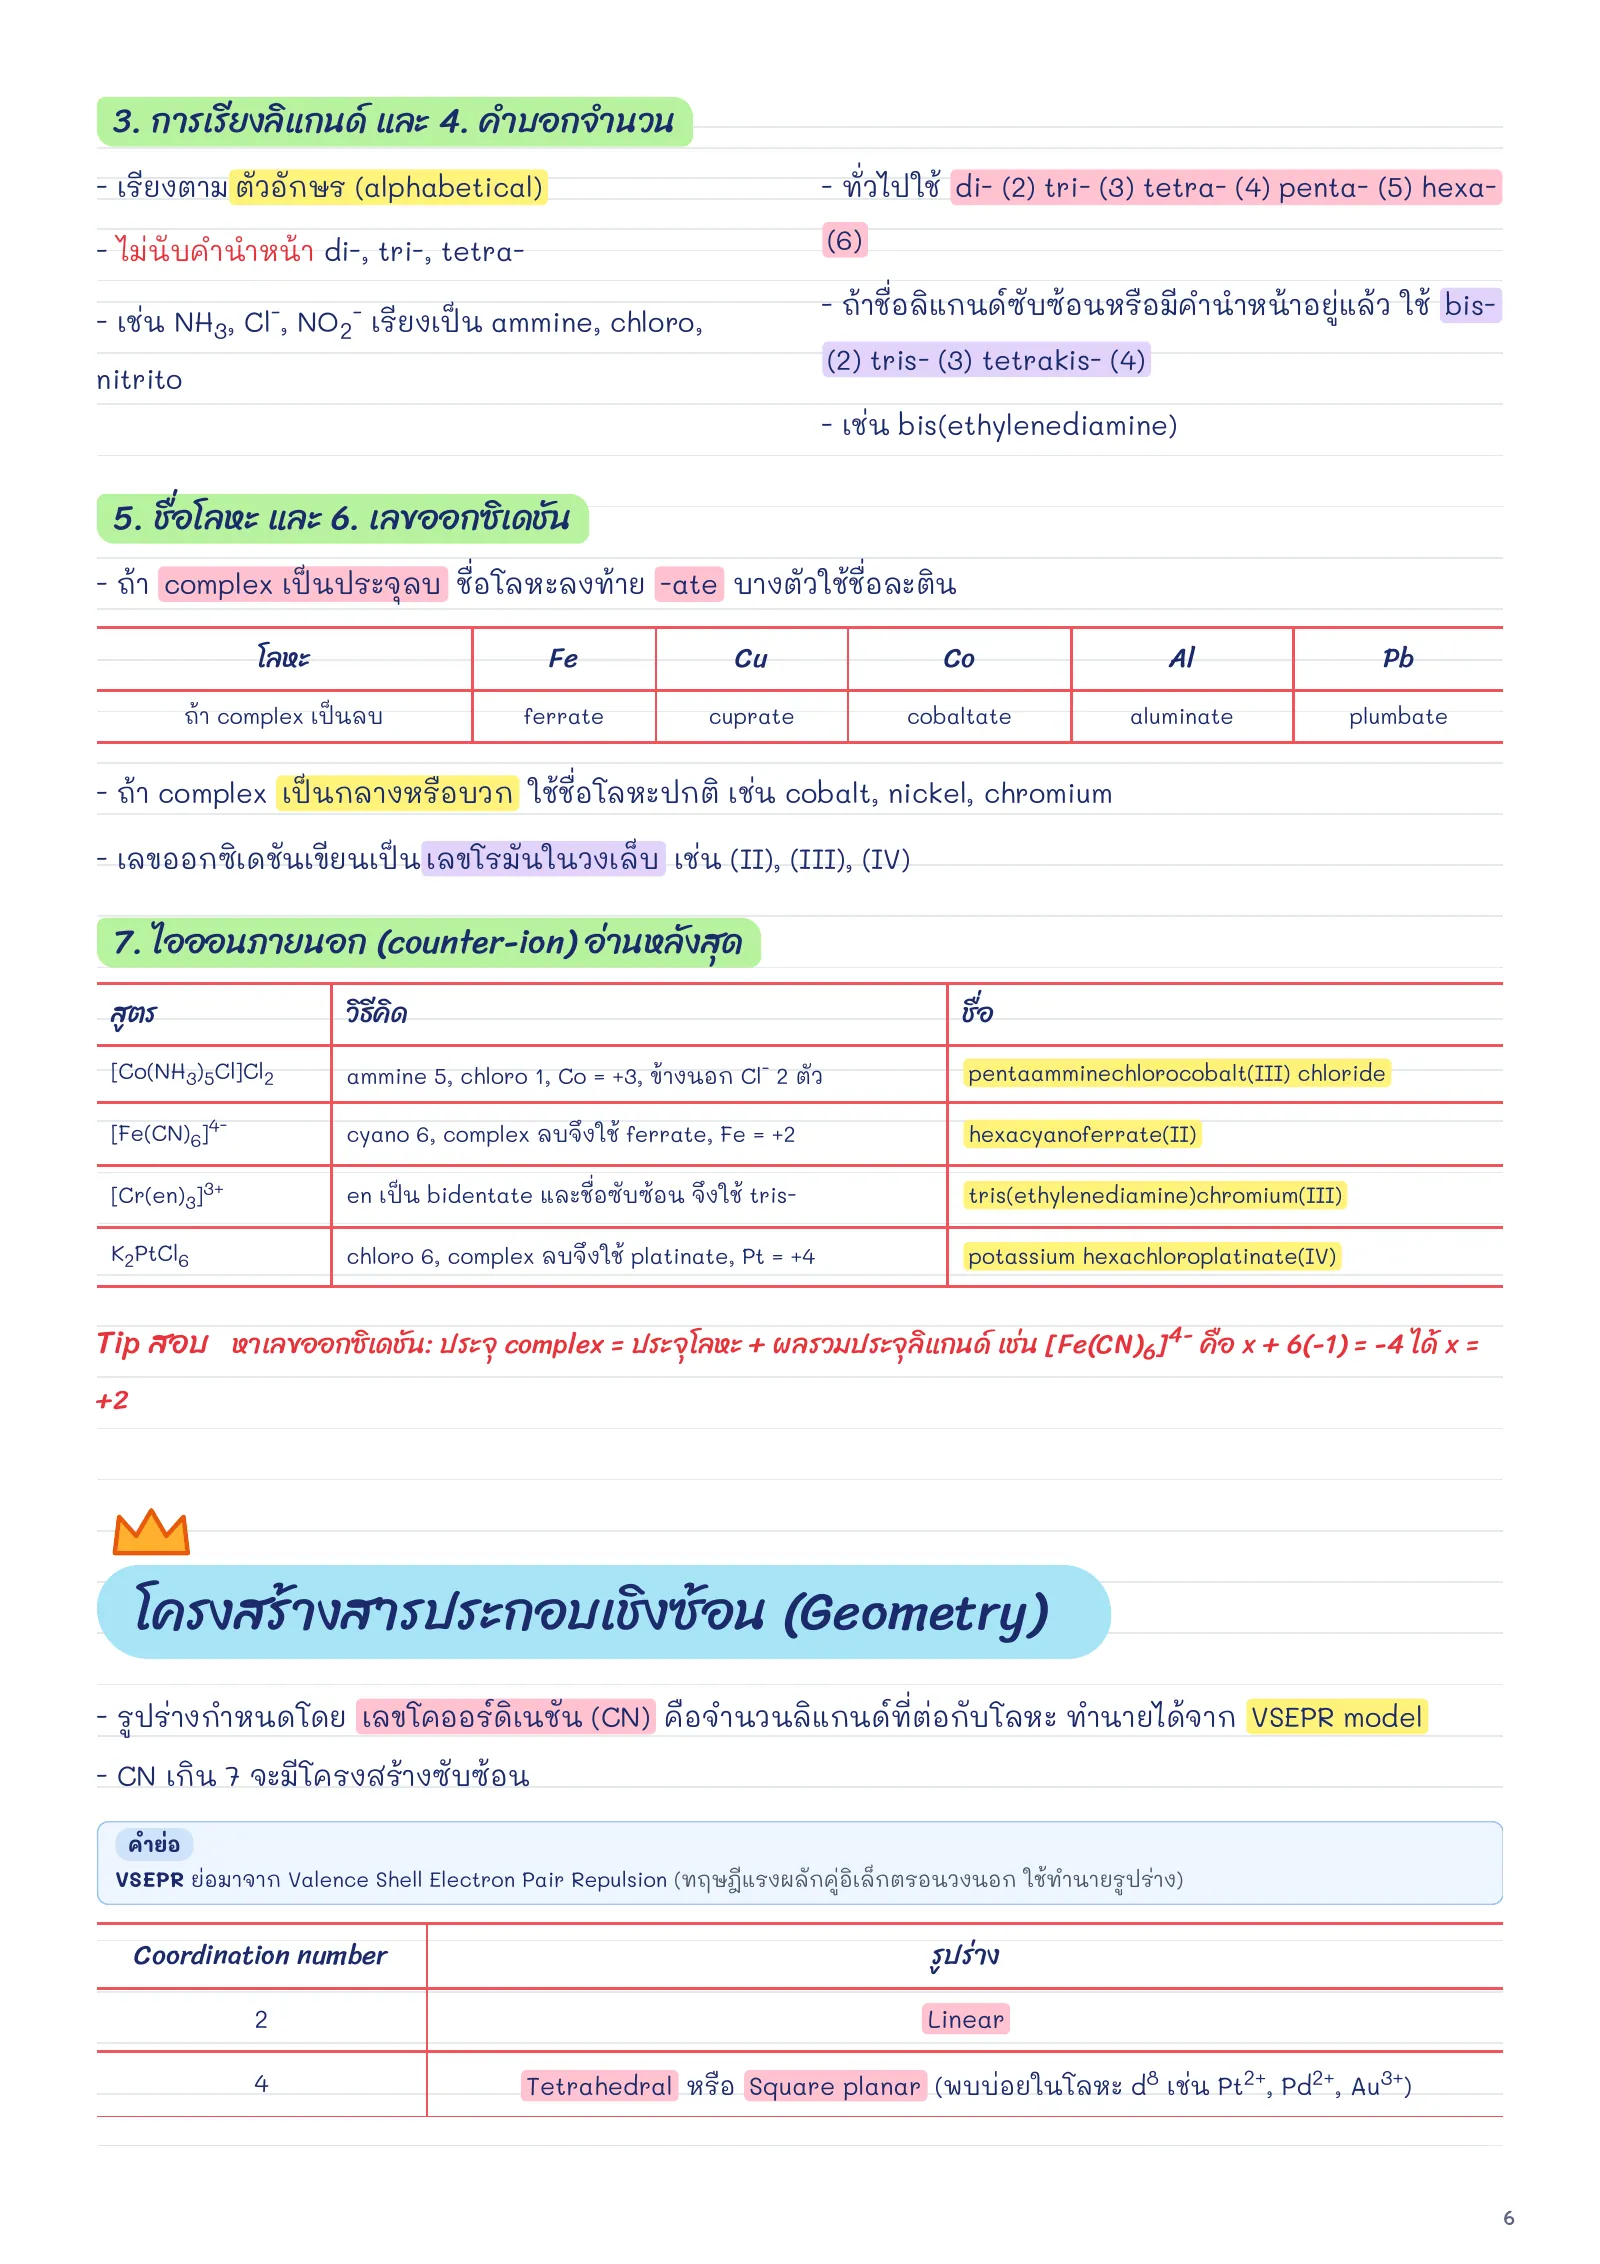 3. การเรียงลิแกนด์ และ 4. คำบอกจำนวน
- เรียงตามตัวอักษร (alphabetical)
- ไม่นับคำนำหน้า di-, tri-, tetra-
- เช่น NH₃, Cl⁻, NO₂⁻ เรียงเป็น ammine, chloro,
nitrito
- ทั่วไปใช้ di- (2) tri- (3) tetra- (4) penta- (5) hexa-
(6)
- ถ้าชื่อลิแกนด์ซับซ้อนหรือมีคำนำหน้าอยู่แล้ว ใช้ bis-
(2) tris- (3) tetrakis- (4)
- เช่น bis(ethylenediamine)
5. ชื่อโลหะ และ 6. เลขออกซิเดชัน
- ถ้า complex เป็นประจุลบ ชื่อโลหะลงท้าย -ate บางตัวใช้ชื่อละติน
โลหะ Fe Cu Co Al Pb
ถ้า complex เป็นลบ ferrate cuprate cobaltate aluminate plumbate
- ถ้า complex เป็นกลางหรือบวก ใช้ชื่อโลหะปกติ เช่น cobalt, nickel, chromium
- เลขออกซิเดชันเขียนเป็นเลขโรมันในวงเล็บ เช่น (II), (III), (IV)
7. ไอออนภายนอก (counter-ion) อ่านหลังสุด
สูตร วิธีคิด ชื่อ
[Co(NH₃)₅Cl]Cl₂ ammine 5, chloro 1, Co = +3, ข้างนอก Cl⁻ 2 ตัว pentaamminechlorocobalt(III) chloride
[Fe(CN)₆]⁴⁻ cyano 6, complex ลบจึงใช้ ferrate, Fe = +2 hexacyanoferrate(II)
[Cr(en)₃]³⁺ en เป็น bidentate และชื่อซับซ้อน จึงใช้ tris- tris(ethylenediamine)chromium(III)
K₂PtCl₆ chloro 6, complex ลบจึงใช้ platinate, Pt = +4 potassium hexachloroplatinate(IV)
Tip สอบ หาเลขออกซิเดชัน: ประจุ complex = ประจุโลหะ + ผลรวมประจุลิแกนด์ เช่น [Fe(CN)₆]⁴⁻ คือ x + 6(-1) = -4 ได้ x =
+2
โครงสร้างสารประกอบเชิงซ้อน (Geometry)
- รูปร่างกำหนดโดย เลขโคออร์ดิเนชัน (CN) คือจำนวนลิแกนด์ที่ต่อกับโลหะ ทำนายได้จาก VSEPR model
- CN เกิน 7 จะมีโครงสร้างซับซ้อน
คำย่อ
VSEPR ย่อมาจาก Valence Shell Electron Pair Repulsion (ทฤษฎีแรงผลักคู่อิเล็กตรอนวงนอก ใช้ทำนายรูปร่าง)
Coordination number รูปร่าง
2 Linear
4 Tetrahedral หรือ Square planar (พบบ่อยในโลหะ d⁸ เช่น Pt²⁺, Pd²⁺, Au³⁺)
6